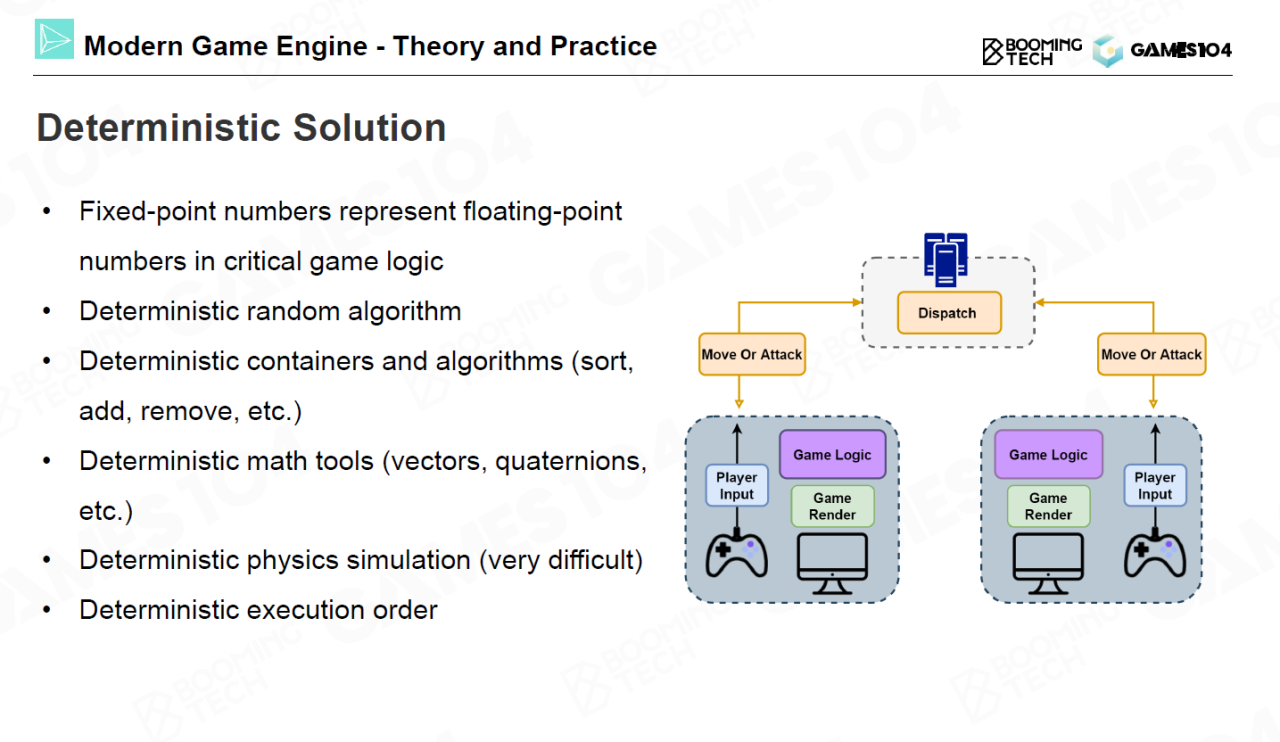 Modern Game Engine - Theory and Practice
BOOMING
TECH
GAMES104
Deterministic Solution
• Fixed-point numbers represent floating-point
numbers in critical game logic
• Deterministic random algorithm
• Deterministic containers and algorithms (sort,
add, remove, etc.)
• Deterministic math tools (vectors, quaternions,
etc.)
• Deterministic physics simulation (very difficult)
• Deterministic execution order
Dispatch
Move Or Attack
Move Or Attack
Game Logic
Player
Input
Game
Render
Game Logic
Player
Input
Game
Render